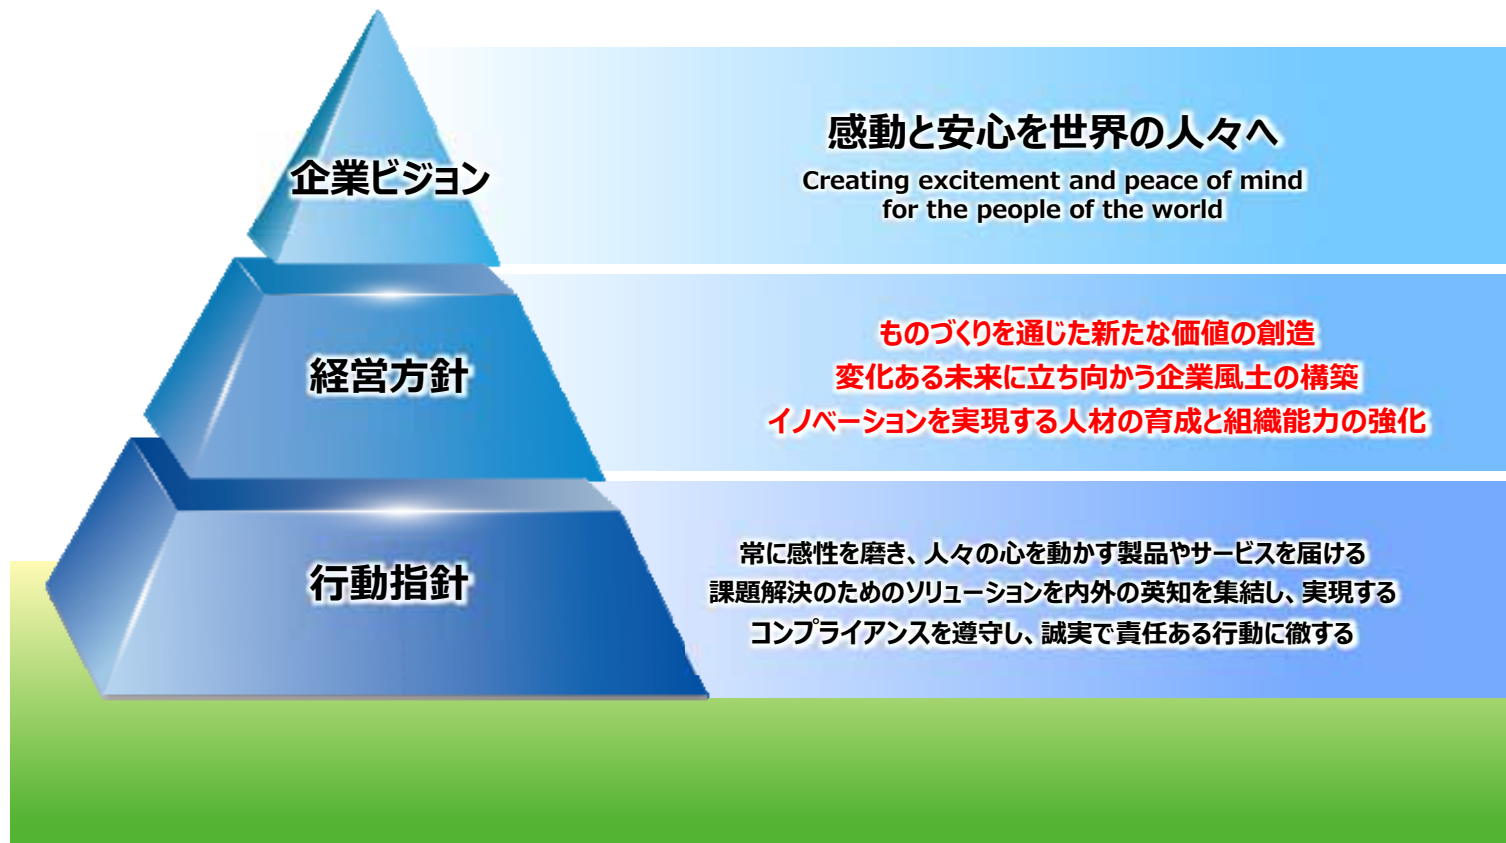 企業ビジョン
感動と安心を世界の人々へ
Creating excitement and peace of mind
for the people of the world
経営方針
ものづくりを通じた新たな価値の創造
変化ある未来に立ち向かう企業風土の構築
イノベーションを実現する人材の育成と組織能力の強化
行動指針
常に感性を磨き、人々の心を動かす製品やサービスを届ける
課題解決のためのソリューションを内外の英知を集結し、実現する
コンプライアンスを遵守し、誠実で責任ある行動に徹する